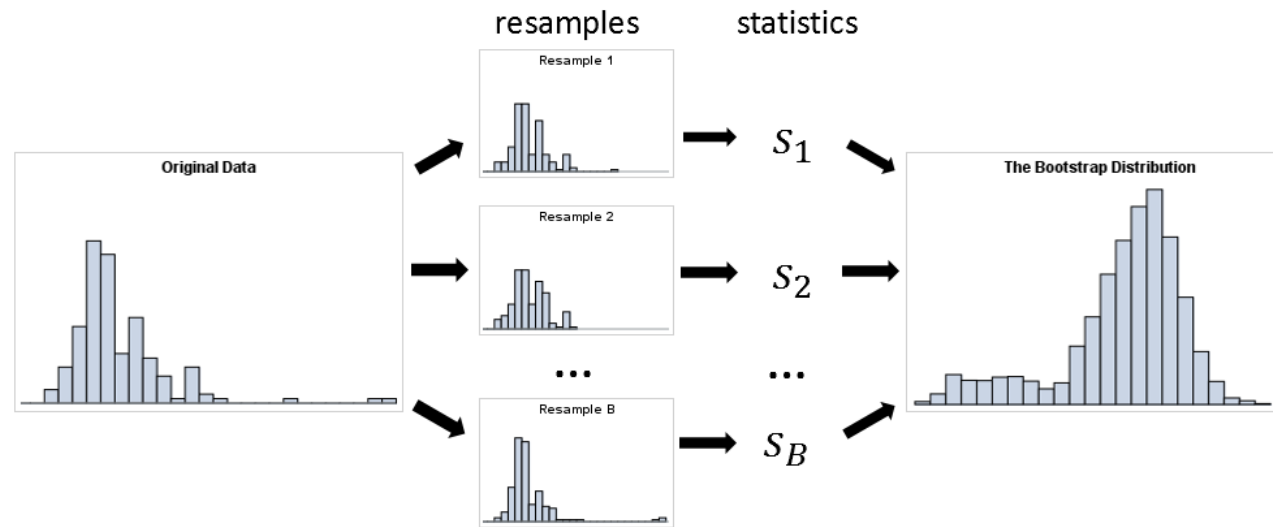 resamples
statistics
Resample 1
S1
Original Data
The Bootstrap Distribution
Resample 2
S2
...
...
Resample B
SB